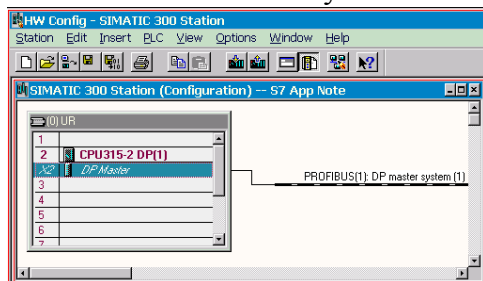 HW Config - SIMATIC 300 Station
Station Edit Insert PLC View Options Window Help
SIMATIC 300 Station (Configuration) -- S7 App Note
(0) UR
1
2 CPU315-2 DP(1)
X2 DP Master
3
4
5
6
7
PROFIBUS(1): DP master system (1)